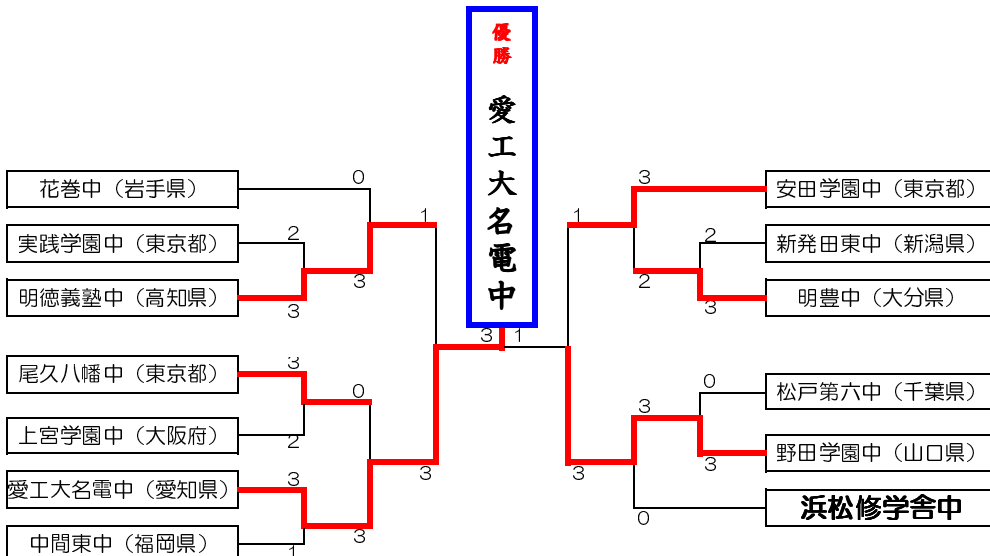 優勝
愛工大名電中
花巻中（岩手県）
0
実践学園中（東京都）
2
明徳義塾中（高知県）
3
3
1
尾久八幡中（東京都）
3
上宮学園中（大阪府）
2
0
愛工大名電中（愛知県）
3
中間東中（福岡県）
1
3
3
3
1
安田学園中（東京都）
3
新発田東中（新潟県）
2
明豊中（大分県）
3
2
1
松戸第六中（千葉県）
0
野田学園中（山口県）
3
3
浜松修学舎中
0
3